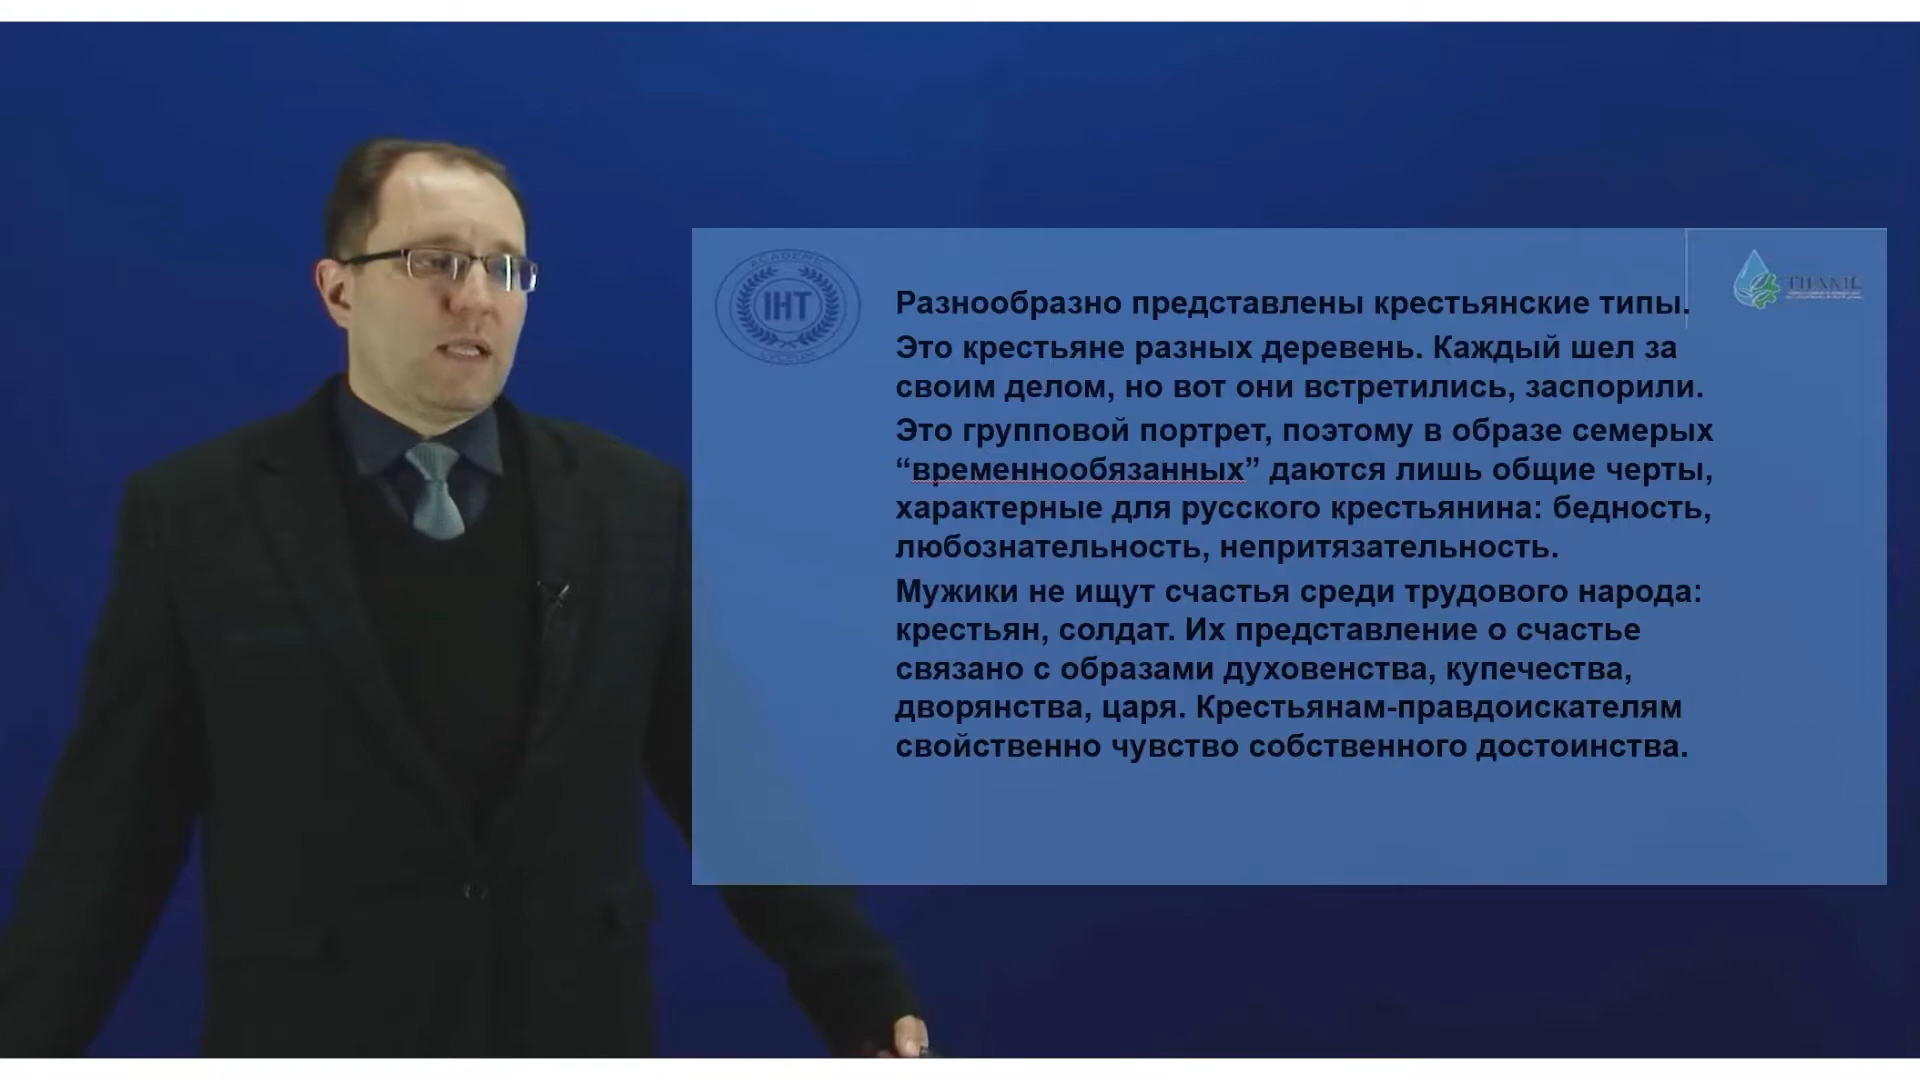 ACADEMIC
IHT
LYCEUM
Разнообразно представлены крестьянские типы.
Это крестьяне разных деревень. Каждый шел за
своим делом, но вот они встретились, заспорили.
Это групповой портрет, поэтому в образе семерых
“временнообязанных” даются лишь общие черты,
характерные для русского крестьянина: бедность,
любознательность, непритязательность.
Мужики не ищут счастья среди трудового народа:
крестьян, солдат. Их представление о счастье
связано с образами духовенства, купечества,
дворянства, царя. Крестьянам-правдоискателям
свойственно чувство собственного достоинства.